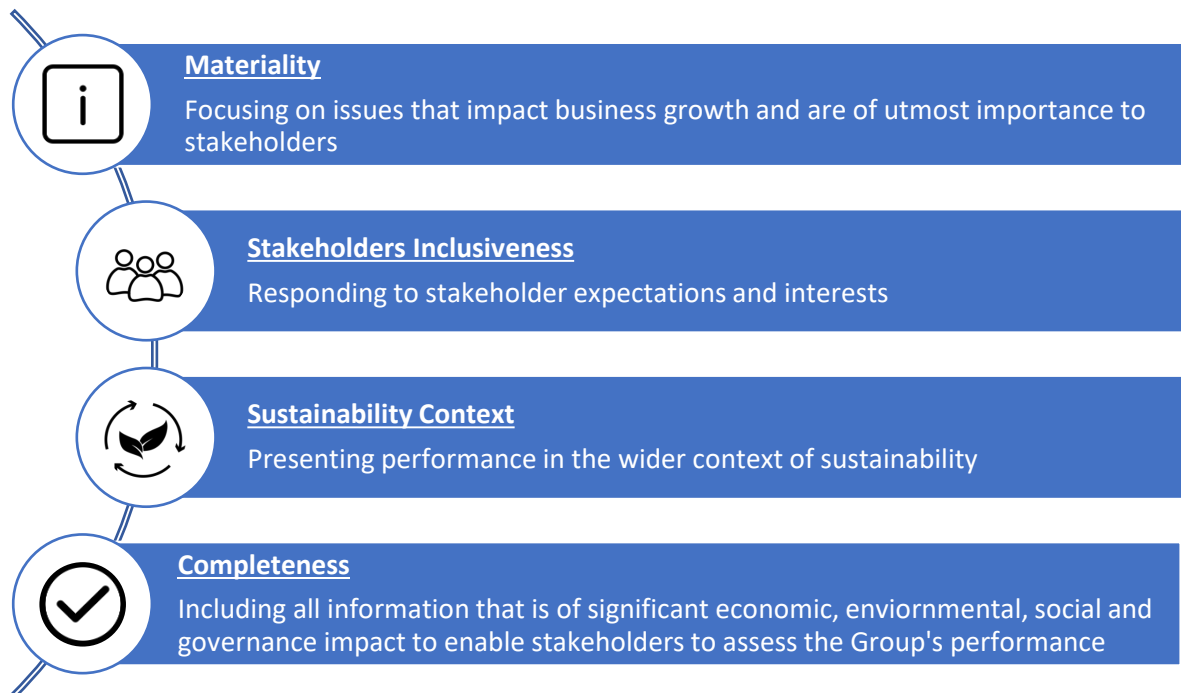 Materiality
Focusing on issues that impact business growth and are of utmost importance to
stakeholders
Stakeholders Inclusiveness
Responding to stakeholder expectations and interests
Sustainability Context
Presenting performance in the wider context of sustainability
Completeness
Including all information that is of significant economic, enviornmental, social and
governance impact to enable stakeholders to assess the Group's performance